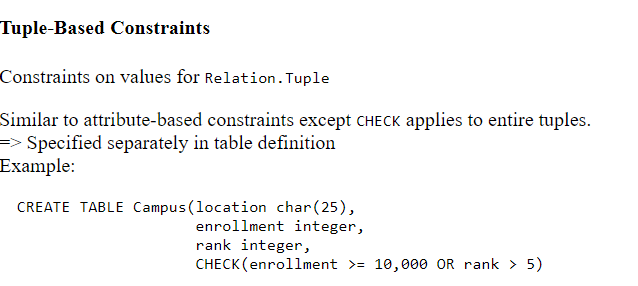 Tuple-Based Constraints
Constraints on values for Relation.Tuple
Similar to attribute-based constraints except CHECK applies to entire tuples.
=> Specified separately in table definition
Example:
CREATE TABLE Campus(location char(25),
enrollment integer,
rank integer,
CHECK(enrollment >= 10,000 OR rank > 5)